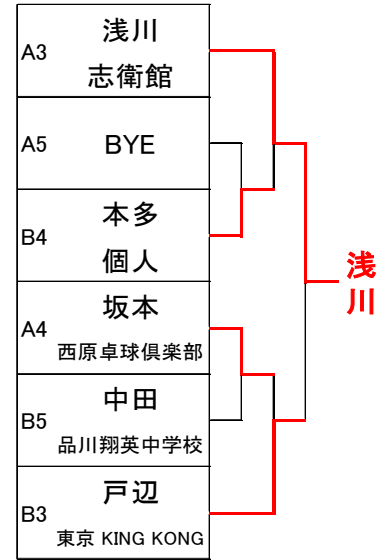 A3
浅川
志衛館
A5
BYE
B4
本多
個人
A4
坂本
西原卓球倶楽部
B5
中田
品川翔英中学校
B3
戸辺
東京 KING KONG
浅川